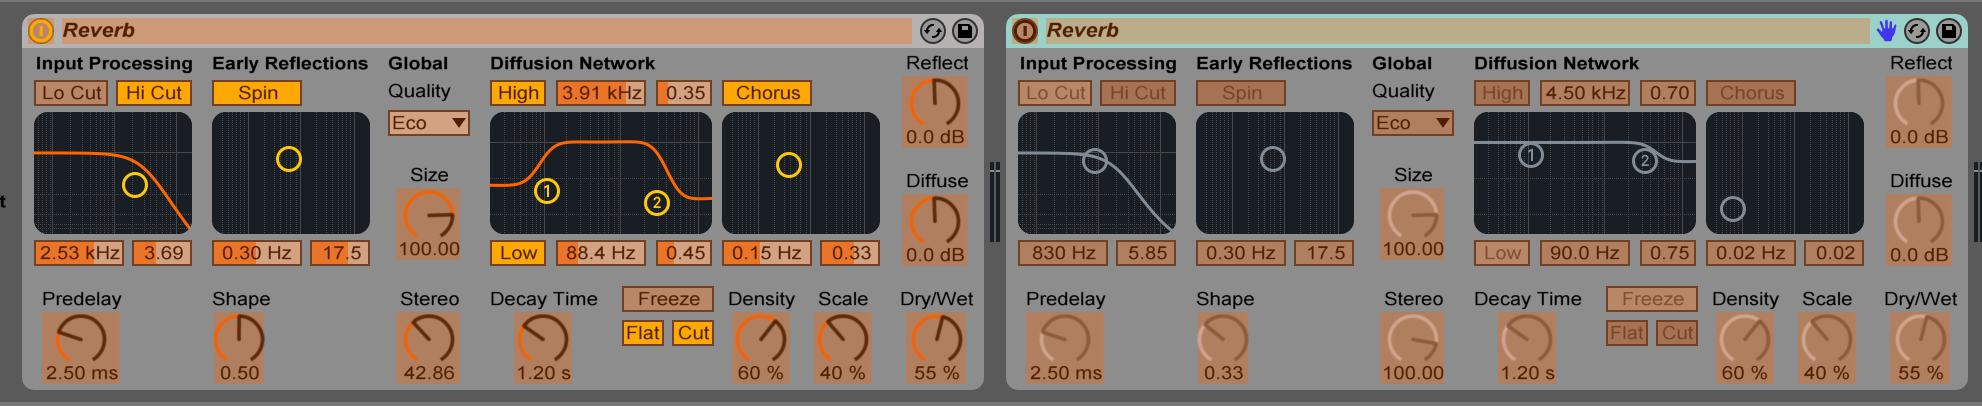 Reverb
Input Processing Early Reflections Global Diffusion Network Reflect
Lo Cut Hi Cut Spin Quality High 3.91 kHz 0.35 Chorus
Eco
0.0 dB
1 2
Size
Diffuse
100.00
2.53 kHz 3.69 0.30 Hz 17.5 Low 88.4 Hz 0.45 0.15 Hz 0.33 0.0 dB
Predelay Shape Stereo Decay Time Freeze Density Scale Dry/Wet
Flat Cut
2.50 ms 0.50 42.86 1.20 s 60 % 40 % 55 %
Reverb
Input Processing Early Reflections Global Diffusion Network Reflect
Lo Cut Hi Cut Spin Quality High 4.50 kHz 0.70 Chorus
Eco
0.0 dB
1 2
Size
Diffuse
100.00
830 Hz 5.85 0.30 Hz 17.5 Low 90.0 Hz 0.75 0.02 Hz 0.02 0.0 dB
Predelay Shape Stereo Decay Time Freeze Density Scale Dry/Wet
Flat Cut
2.50 ms 0.33 100.00 1.20 s 60 % 40 % 55 %